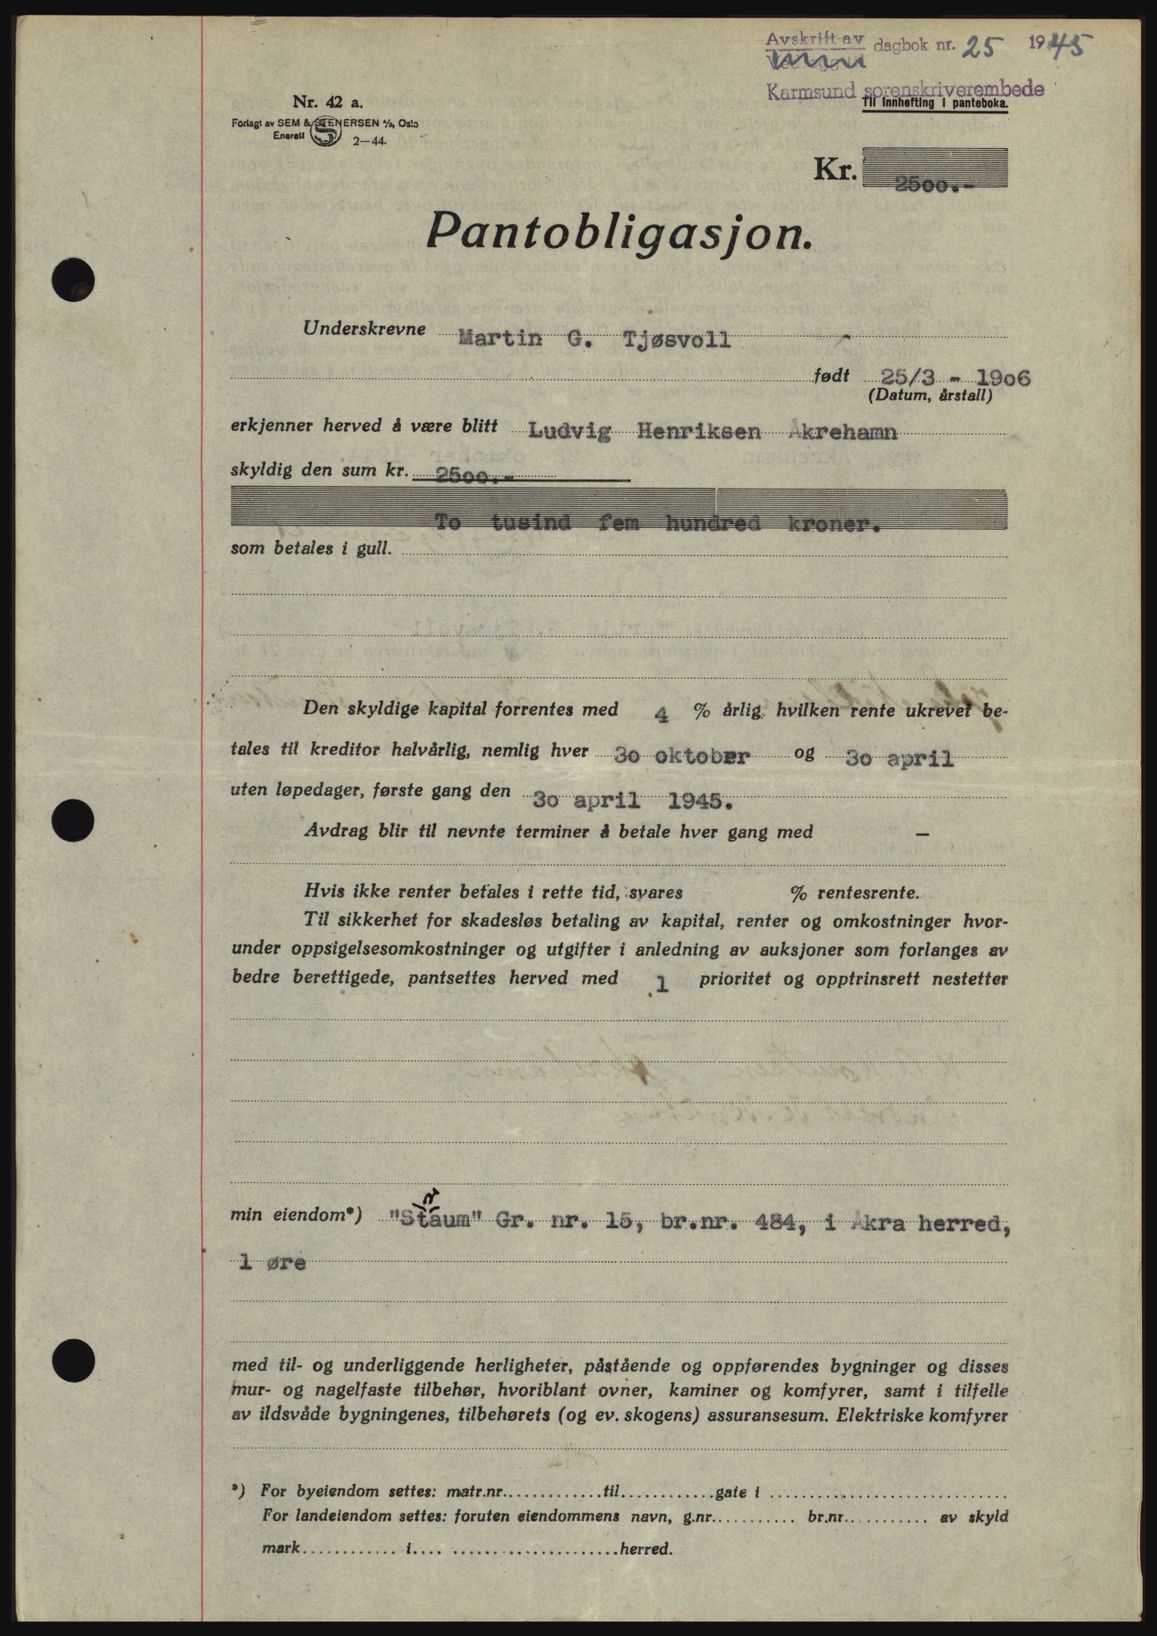 Avskrift av
dagbok nr. 25 1945
Karmsund sorenskriverembede
Til innhefting i panteboka.
Nr. 42 a.
Forlagt av SEM & STENERSEN A/S, Oslo
Enerett
2—44.
Kr. 2500.-
Pantobligasjon.
Underskrevne Martin G. Tjøsvoll
født 25/3 - 1906
(Datum, årstall)
erkjenner herved å være blitt Ludvig Henriksen Åkrehamn
skyldig den sum kr. 2500.-
To tusind fem hundred kroner.
som betales i gull.
Den skyldige kapital forrentes med 4 % årlig, hvilken rente ukrevet be-
tales til kreditor halvårlig, nemlig hver 30 oktober og 30 april
uten løpedager, første gang den 30 april 1945.
Avdrag blir til nevnte terminer å betale hver gang med —
Hvis ikke renter betales i rette tid, svares % rentesrente.
Til sikkerhet for skadesløs betaling av kapital, renter og omkostninger hvor-
under oppsigelsesomkostninger og utgifter i anledning av auksjoner som forlanges av
bedre berettigede, pantsettes herved med 1 prioritet og opptrinsrett nestetter
min eiendom*) "Straum" Gr. nr. 15, br.nr. 484, i Åkra herred,
1 øre
med til- og underliggende herligheter, påstående og oppførendes bygninger og disses
mur- og nagelfaste tilbehør, hvoriblant ovner, kaminer og komfyrer, samt i tilfelle
av ildsvåde bygningenes, tilbehørets (og ev. skogens) assuransesum. Elektriske komfyrer
*) For byeiendom settes: matr.nr.............til.............gate i ..............................
For landeiendom settes: foruten eiendommens navn, g.nr........... br.nr........... av skyld
mark............ i.... .....................herred.